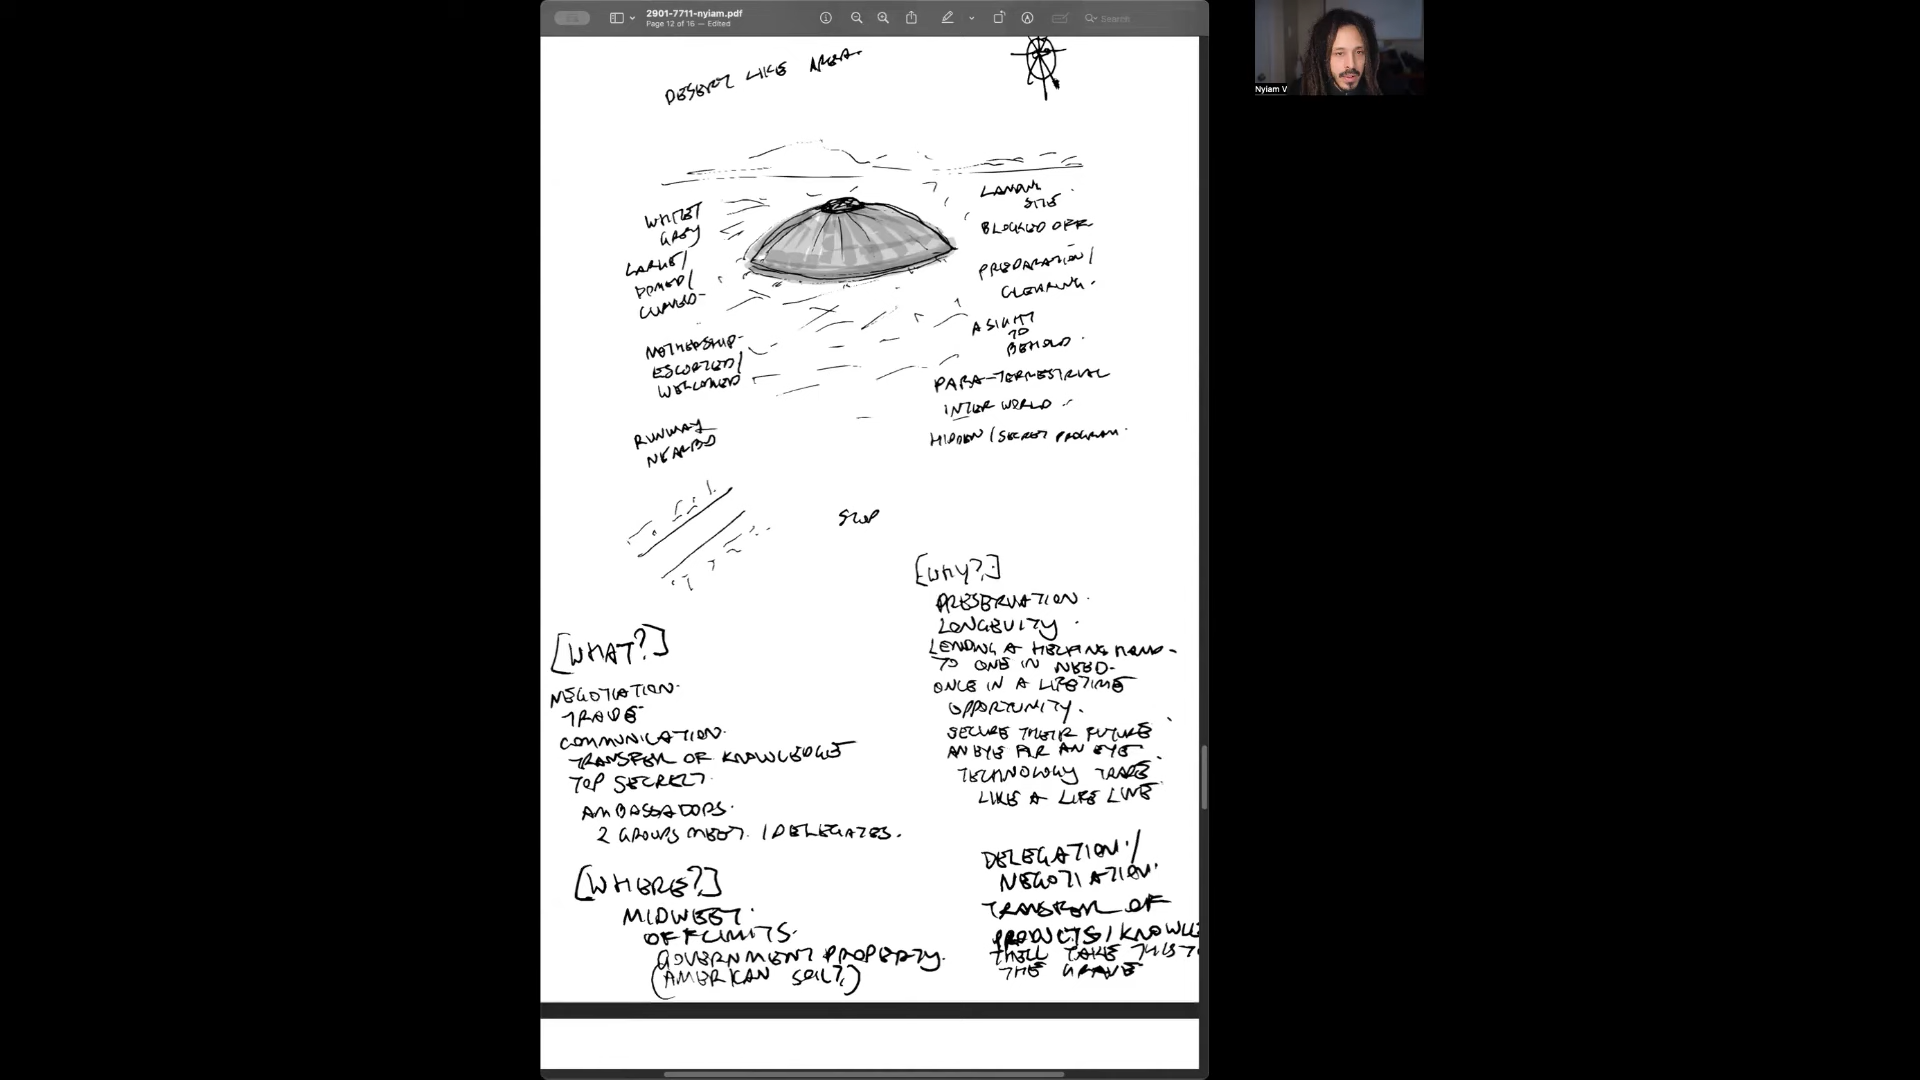 2901-7711-nyiam.pdf
Page 12 of 16 — Edited
Search
Nyiam V
DESERT LIKE AREA.
WHITE/
GREY
LARGE/
DOMED/
CURVED-
MOTHERSHIP-
ESCORTED/
WELCOMED
RUNWAY
NEARBY
LANDING
SITE.
BLOCKED OFF
PREPARATION/
CLEARING.
A SIGHT
TO
BEHOLD.
PARA-TERRESTRIAL
INTER WORLD
HIDDEN/SECRET PROGRAM.
STOP
[WHAT?]
NEGOTIATION.
TRADE
COMMUNICATION.
TRANSFER OF KNOWLEDGE
TOP SECRET.
AMBASSADORS.
2 GROUPS MEET. /DELEGATES.
[WHERE?]
MIDWEST.
OFF LIMITS.
GOVERNMENT PROPERTY.
(AMERICAN SOIL?)
[WHY?]
PRESERVATION.
LONGEVITY.
LENDING A HELPING HAND-
TO ONE IN NEED-
ONCE IN A LIFETIME
OPPORTUNITY.
SECURE THEIR FUTURE
AN EYE FOR AN EYE
TECHNOLOGY TRADE
LIKE A LIFE LINE
DELEGATION./
NEGOTIATION.
TRANSFER OF
PRODUCTS/KNOWLE
THEY'LL TAKE THIS TO
THE GRAVE